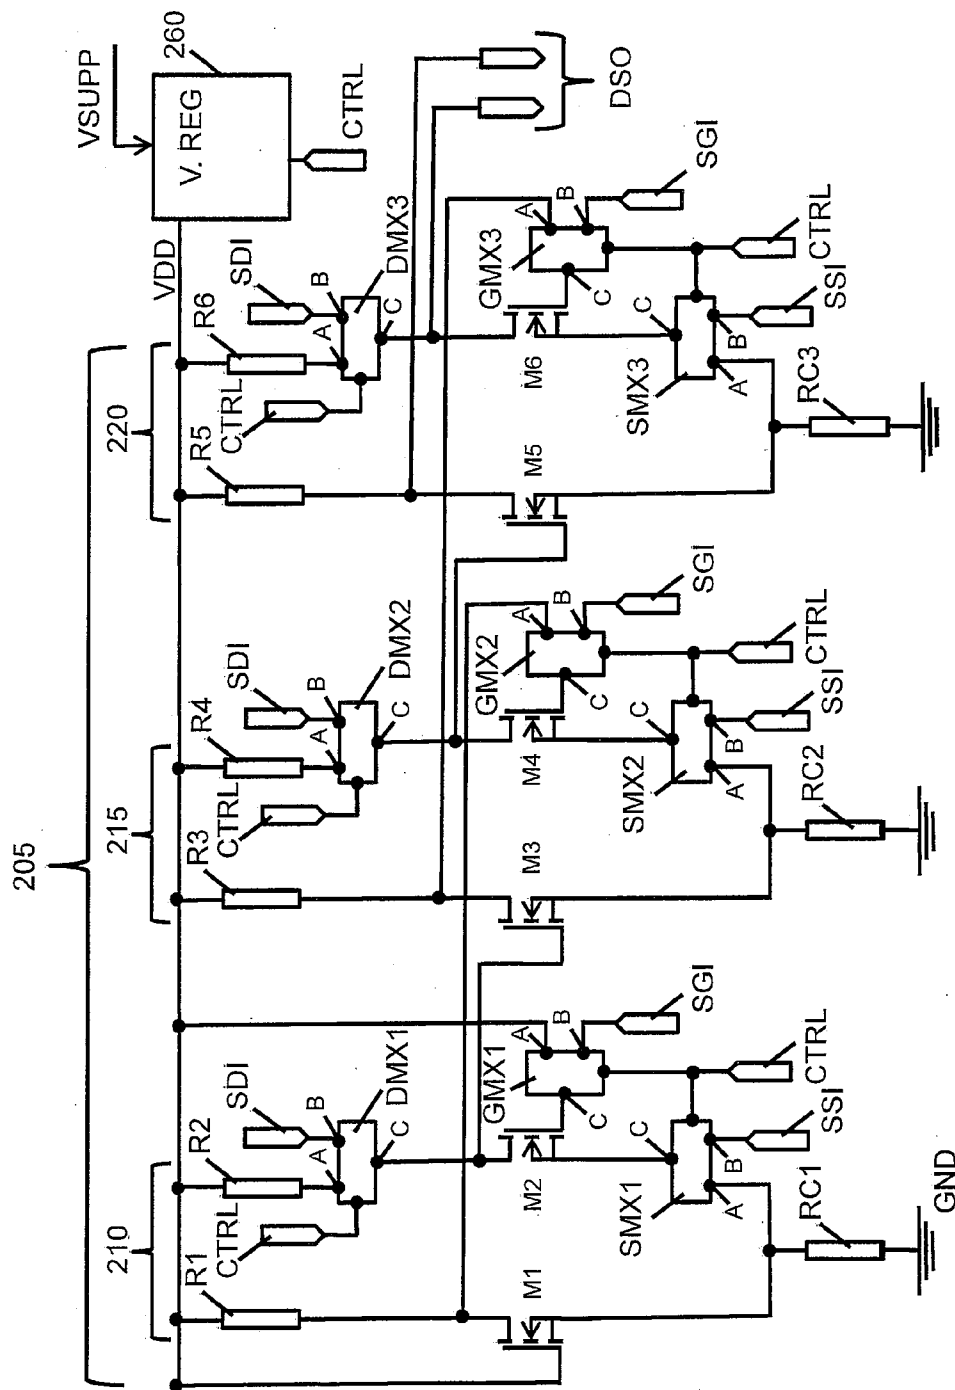 205
VSUPP
260
V. REG
CTRL
VDD
DSO
210
215
220
R1
R2
CTRL
SDI
A
B
DMX1
C
R3
R4
CTRL
SDI
A
B
DMX2
C
R5
R6
CTRL
SDI
A
B
DMX3
C
M1
M2
GMX1
A
B
C
SGI
M3
M4
GMX2
A
B
C
SGI
M5
M6
GMX3
A
B
C
SGI
SMX1
C
A
B
SSI
CTRL
SMX2
C
A
B
SSI
CTRL
SMX3
C
A
B
SSI
CTRL
RC1
RC2
RC3
GND